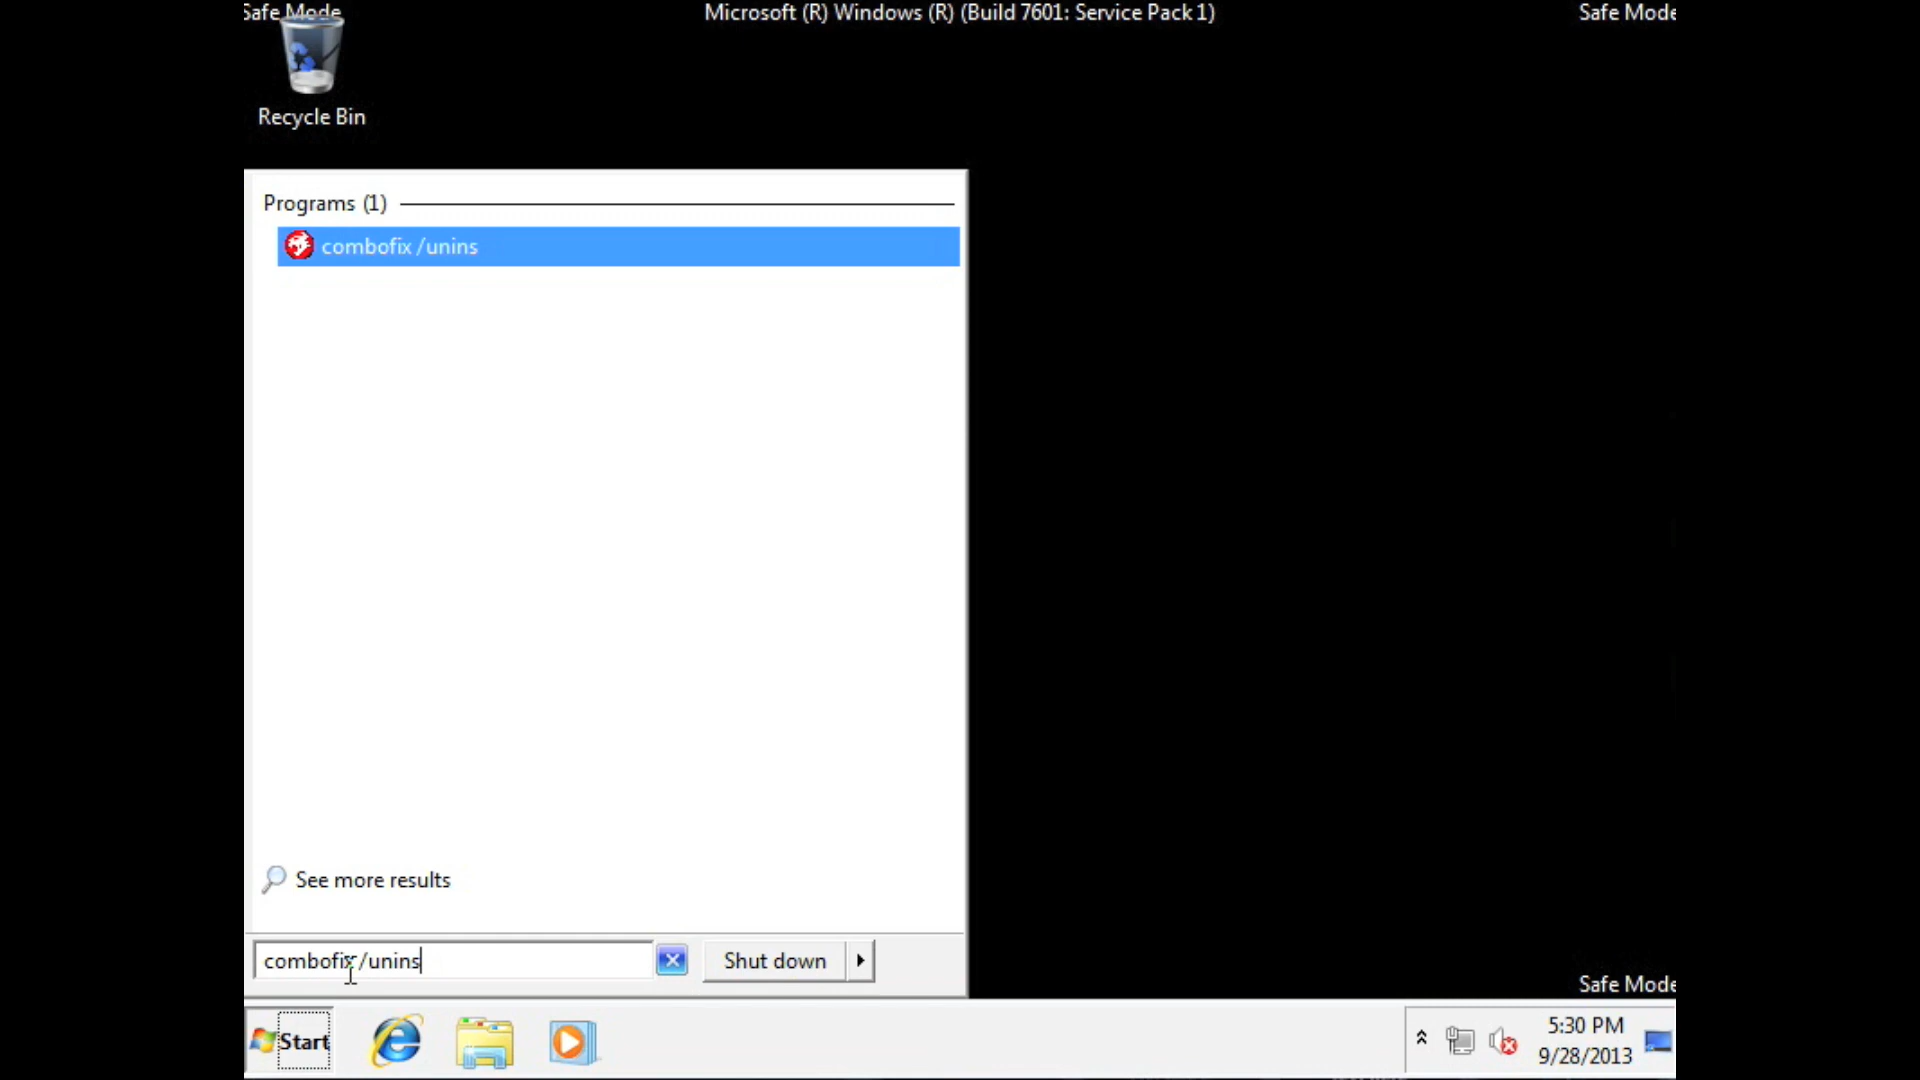 Safe Mode
Microsoft (R) Windows (R) (Build 7601: Service Pack 1)
Safe Mode
Recycle Bin
Programs (1)
combofix /unins
See more results
combofix /unins
Shut down
Safe Mode
Start
5:30 PM
9/28/2013